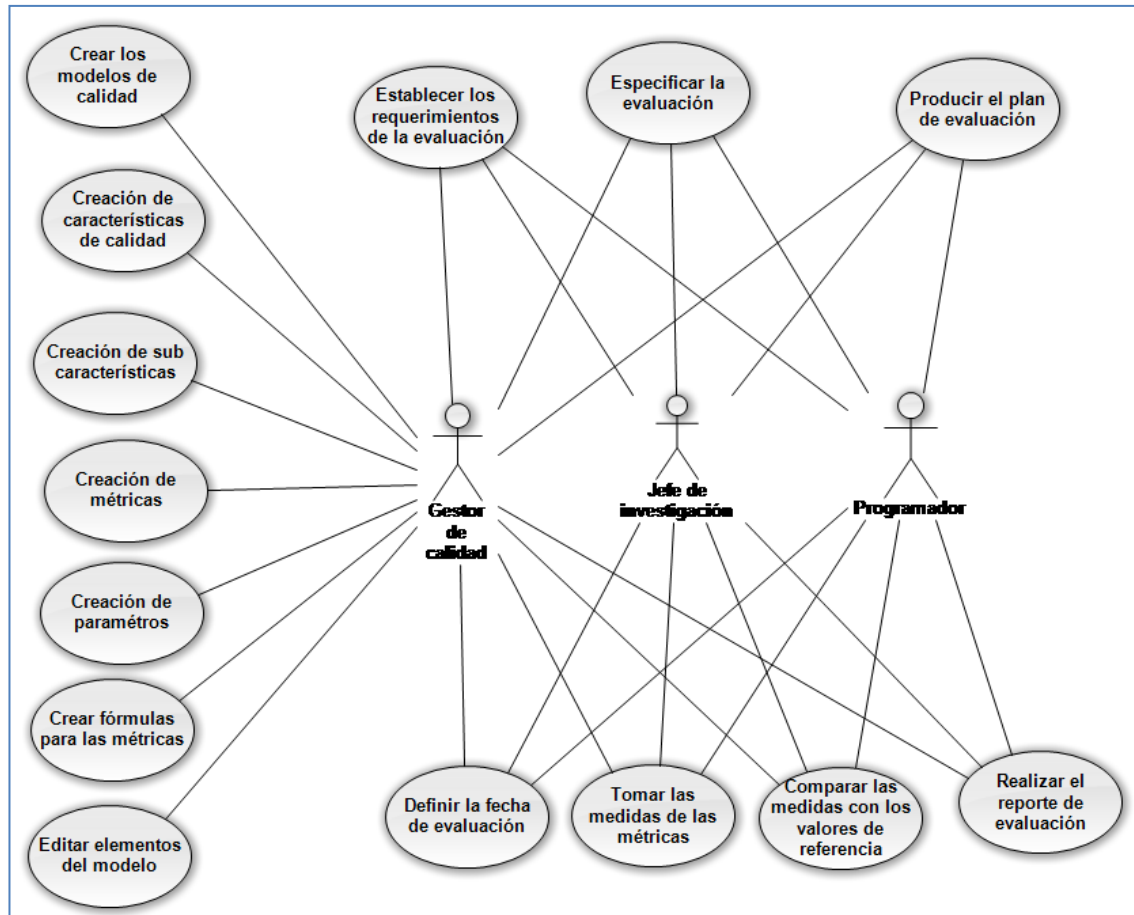 Crear los
modelos de
calidad
Establecer los
requerimientos
de la evaluación
Especificar la
evaluación
Producir el plan
de evaluación
Creación de
características
de calidad
Creación de sub
características
Creación de
métricas
Creación de
paramétros
Crear fórmulas
para las métricas
Editar elementos
del modelo
Gestor
de
calidad
Jefe de
investigación
Programador
Definir la fecha
de evaluación
Tomar las
medidas de las
métricas
Comparar las
medidas con los
valores de
referencia
Realizar el
reporte de
evaluación